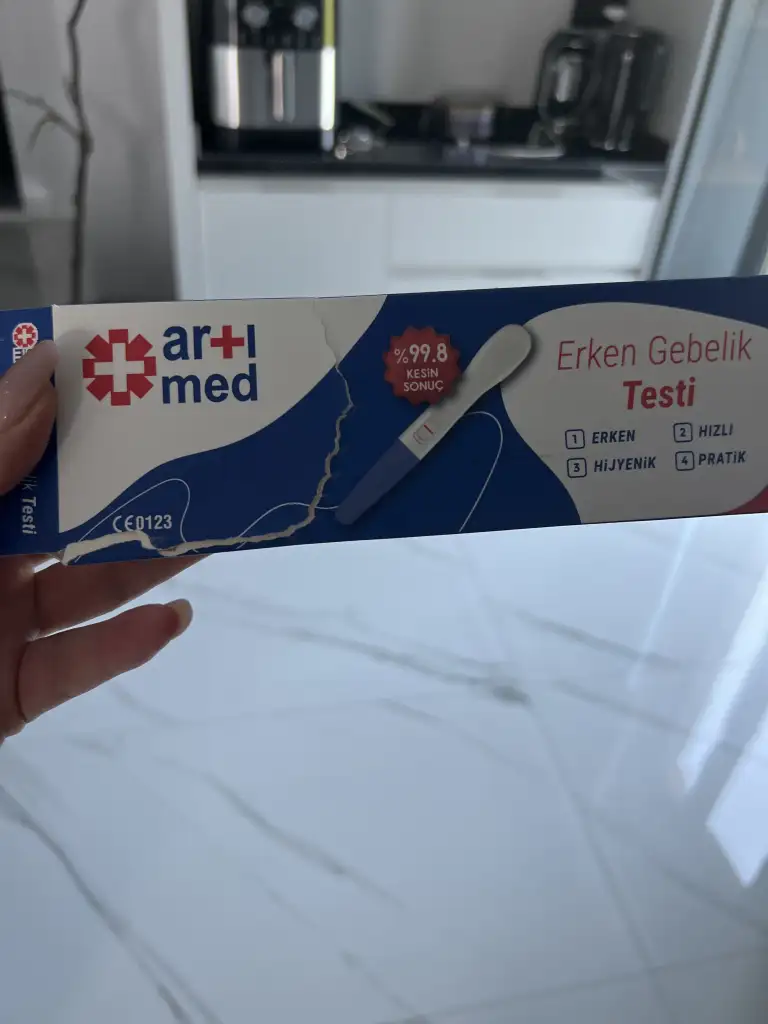 ar+ı
med
%99.8
KESİN
SONUÇ
Erken Gebelik
Testi
1 ERKEN
2 HIZLI
3 HİJYENİK
4 PRATİK
CE0123
Testi